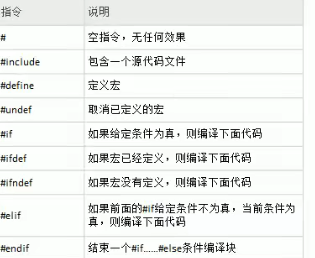 指令 说明
# 空指令，无任何效果
#include 包含一个源代码文件
#define 定义宏
#undef 取消已定义的宏
#if 如果给定条件为真，则编译下面代码
#ifdef 如果宏已经定义，则编译下面代码
#ifndef 如果宏没有定义，则编译下面代码
#elif 如果前面的#if给定条件不为真，当前条件为
真，则编译下面代码
#endif 结束一个#if……#else条件编译块